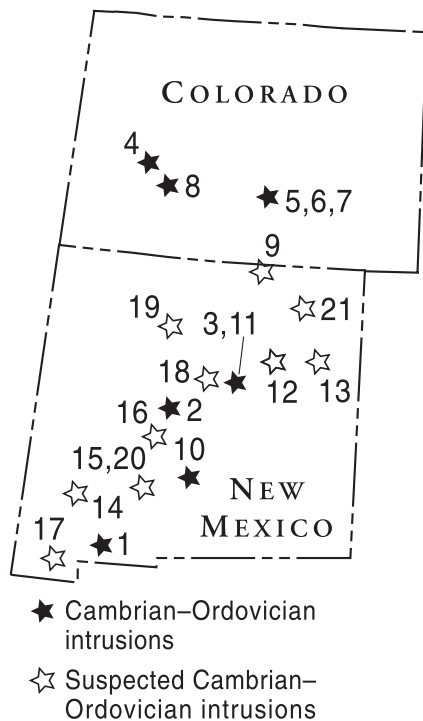 COLORADO
4
8
5,6,7
9
19
3,11
21
18
12
13
16
2
15,20
10
NEW
MEXICO
14
17
1
Cambrian–Ordovician
intrusions
Suspected Cambrian–
Ordovician intrusions